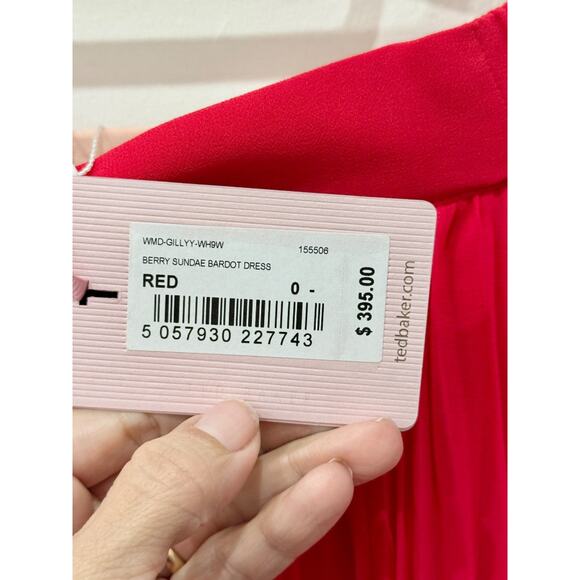 WMD-GILLYY-WH9W 155506
BERRY SUNDAE BARDOT DRESS
RED 0 -
5 057930 227743
$ 395.00
tedbaker.com